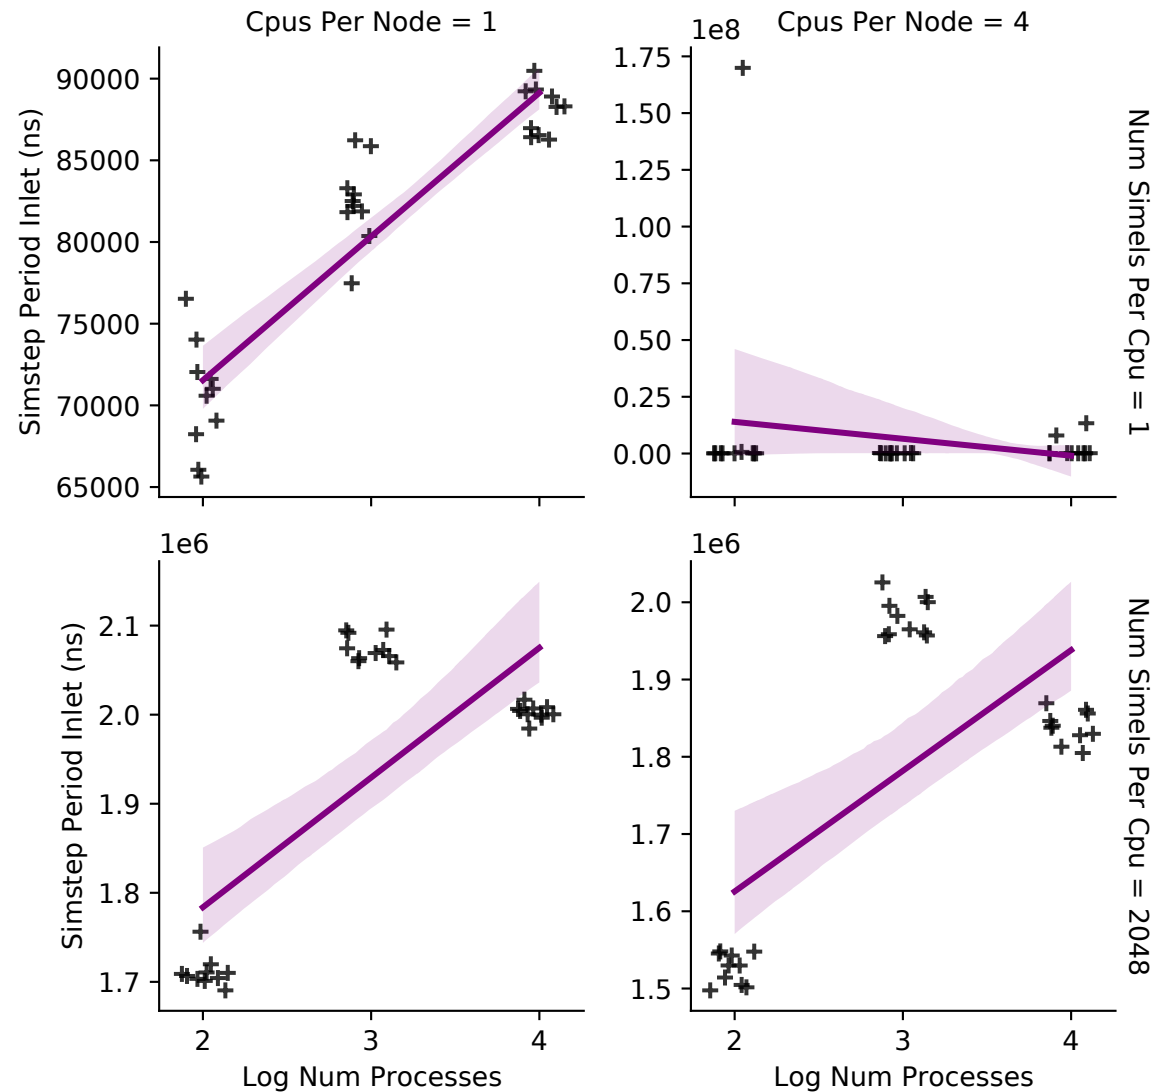 Cpus Per Node = 1
Cpus Per Node = 4
1e8
Simstep Period Inlet (ns)
90000
85000
80000
75000
70000
65000
1.75
1.50
1.25
1.00
0.75
0.50
0.25
0.00
Num Simels Per Cpu = 1
1e6
Simstep Period Inlet (ns)
2.1
2.0
1.9
1.8
1.7
1e6
2.0
1.9
1.8
1.7
1.6
1.5
Num Simels Per Cpu = 2048
2 3 4
Log Num Processes
2 3 4
Log Num Processes